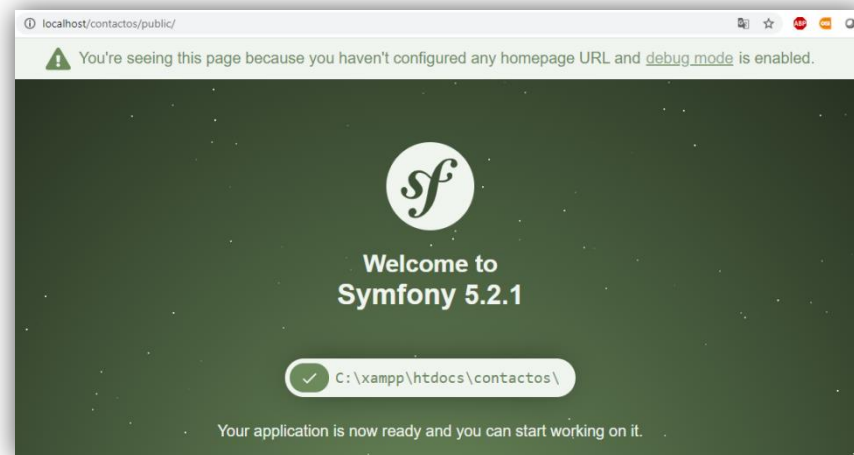 localhost/contactos/public/
ABP
You're seeing this page because you haven't configured any homepage URL and debug mode is enabled.
sf
Welcome to
Symfony 5.2.1
C:\xampp\htdocs\contactos\
Your application is now ready and you can start working on it.